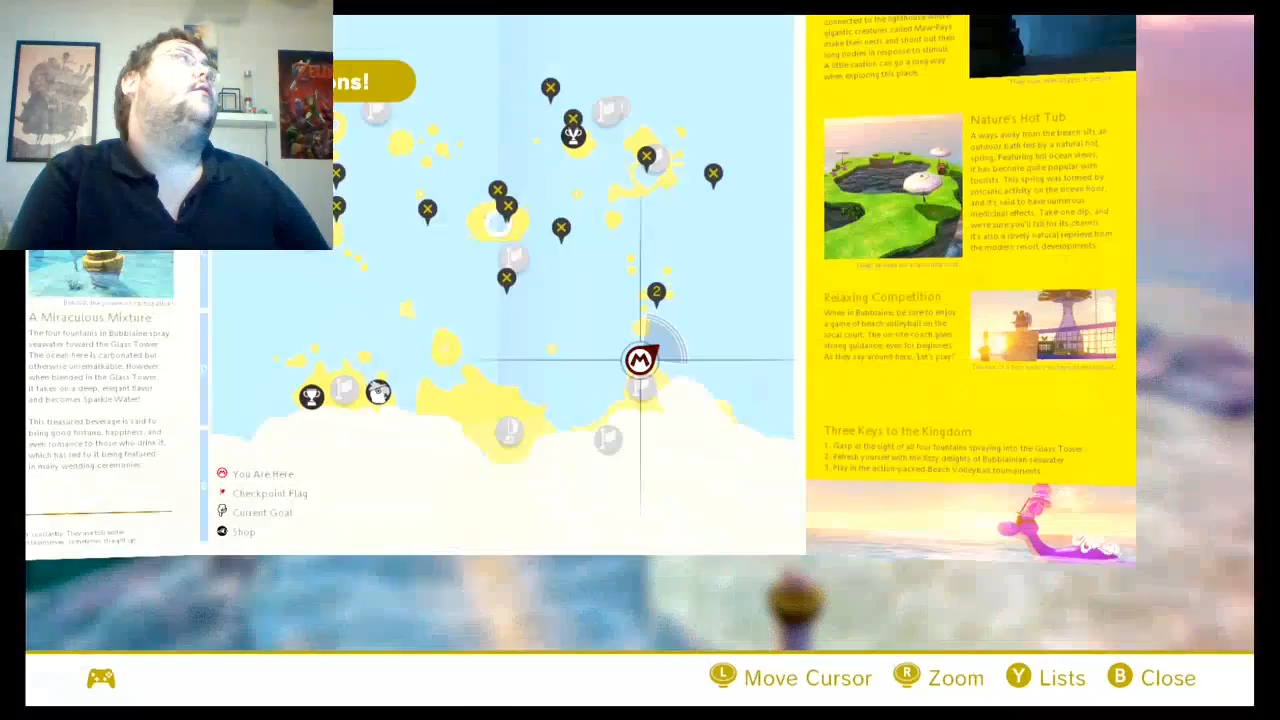 ZELDA
ons!
connected to the lighthouse where
gigantic creatures called Maw-Rays
make their nests and shoot out their
long bodies in response to stimuli.
A little caution can go a long way
when exploring this place.
Nature's Hot Tub
A ways away from the beach sits an
outdoor bath fed by a natural hot
spring. Featuring full ocean views,
it has become quite popular with
tourists. This spring was formed by
volcanic activity on the ocean floor,
and it's said to have numerous
medicinal effects. Take one dip, and
we're sure you'll fall for its charms.
It's also a lovely natural reprieve from
the modern resort developments.
Relaxing Competition
When in Bubblaine, be sure to enjoy
a game of beach volleyball on the
local court. The on-site coach gives
strong guidance, even for beginners.
As they say around here, "Let's play!"
Three Keys to the Kingdom
1. Gasp at the sight of all four fountains spraying into the Glass Tower
2. Refresh yourself with the fizzy delights of Bubblainian seawater
3. Play in the action-packed Beach Volleyball tournaments
2
A Miraculous Mixture
The four fountains in Bubblaine spray
seawater toward the Glass Tower.
The ocean here is carbonated but
otherwise unremarkable. However,
when blended in the Glass Tower,
it takes on a deep, elegant flavor
and becomes Sparkle Water!
This treasured beverage is said to
bring good fortune, happiness, and
even romance to those who drink it,
which has led to it being featured
in many wedding ceremonies.
M
You Are Here
Checkpoint Flag
Current Goal
Shop
L Move Cursor R Zoom Y Lists B Close